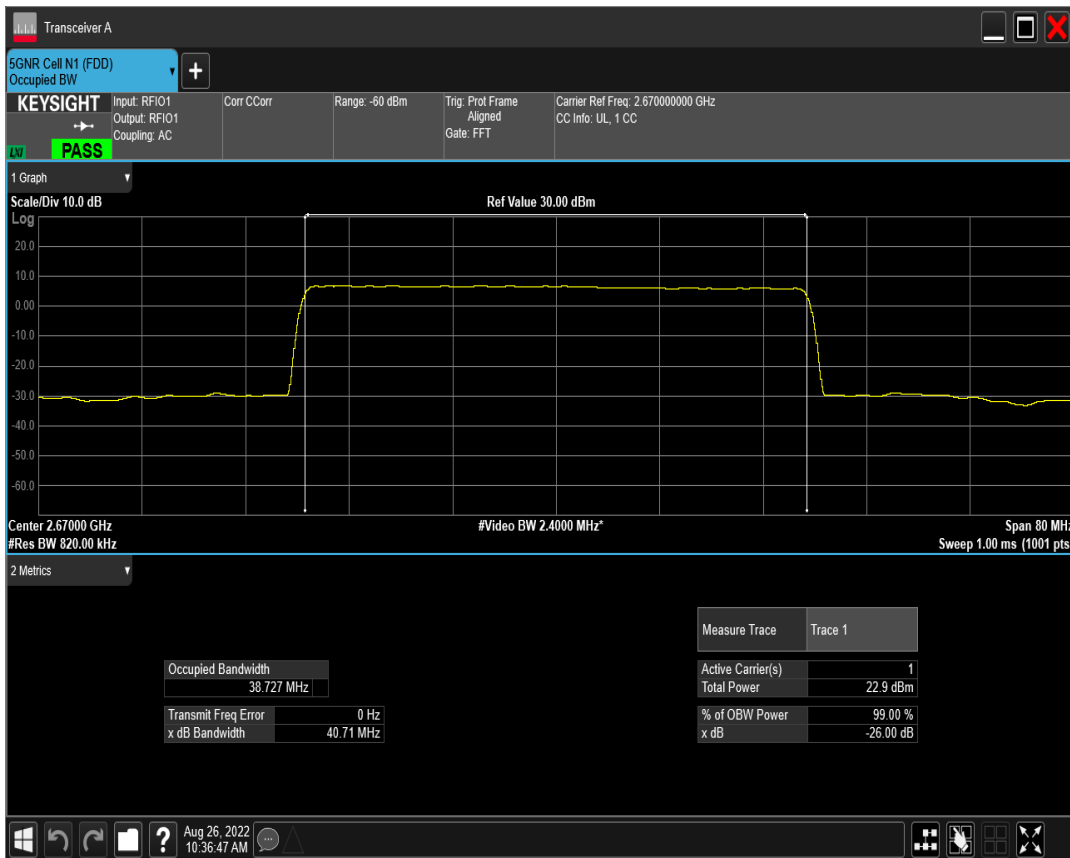 Transceiver A
5GNR Cell N1 (FDD)
Occupied BW
+
KEYSIGHT
LXI
PASS
Input: RFIO1
Output: RFIO1
Coupling: AC
Corr CCorr
Range: -60 dBm
Trig: Prot Frame
Aligned
Gate: FFT
Carrier Ref Freq: 2.670000000 GHz
CC Info: UL, 1 CC
1 Graph
Scale/Div 10.0 dB
Ref Value 30.00 dBm
Log
20.0
10.0
0.00
-10.0
-20.0
-30.0
-40.0
-50.0
-60.0
Center 2.67000 GHz
#Video BW 2.4000 MHz*
Span 80 MHz
#Res BW 820.00 kHz
Sweep 1.00 ms (1001 pts
2 Metrics
Measure Trace Trace 1
Occupied Bandwidth
38.727 MHz
Active Carrier(s) 1
Total Power 22.9 dBm
Transmit Freq Error 0 Hz
x dB Bandwidth 40.71 MHz
% of OBW Power 99.00 %
x dB -26.00 dB
?
Aug 26, 2022
10:36:47 AM